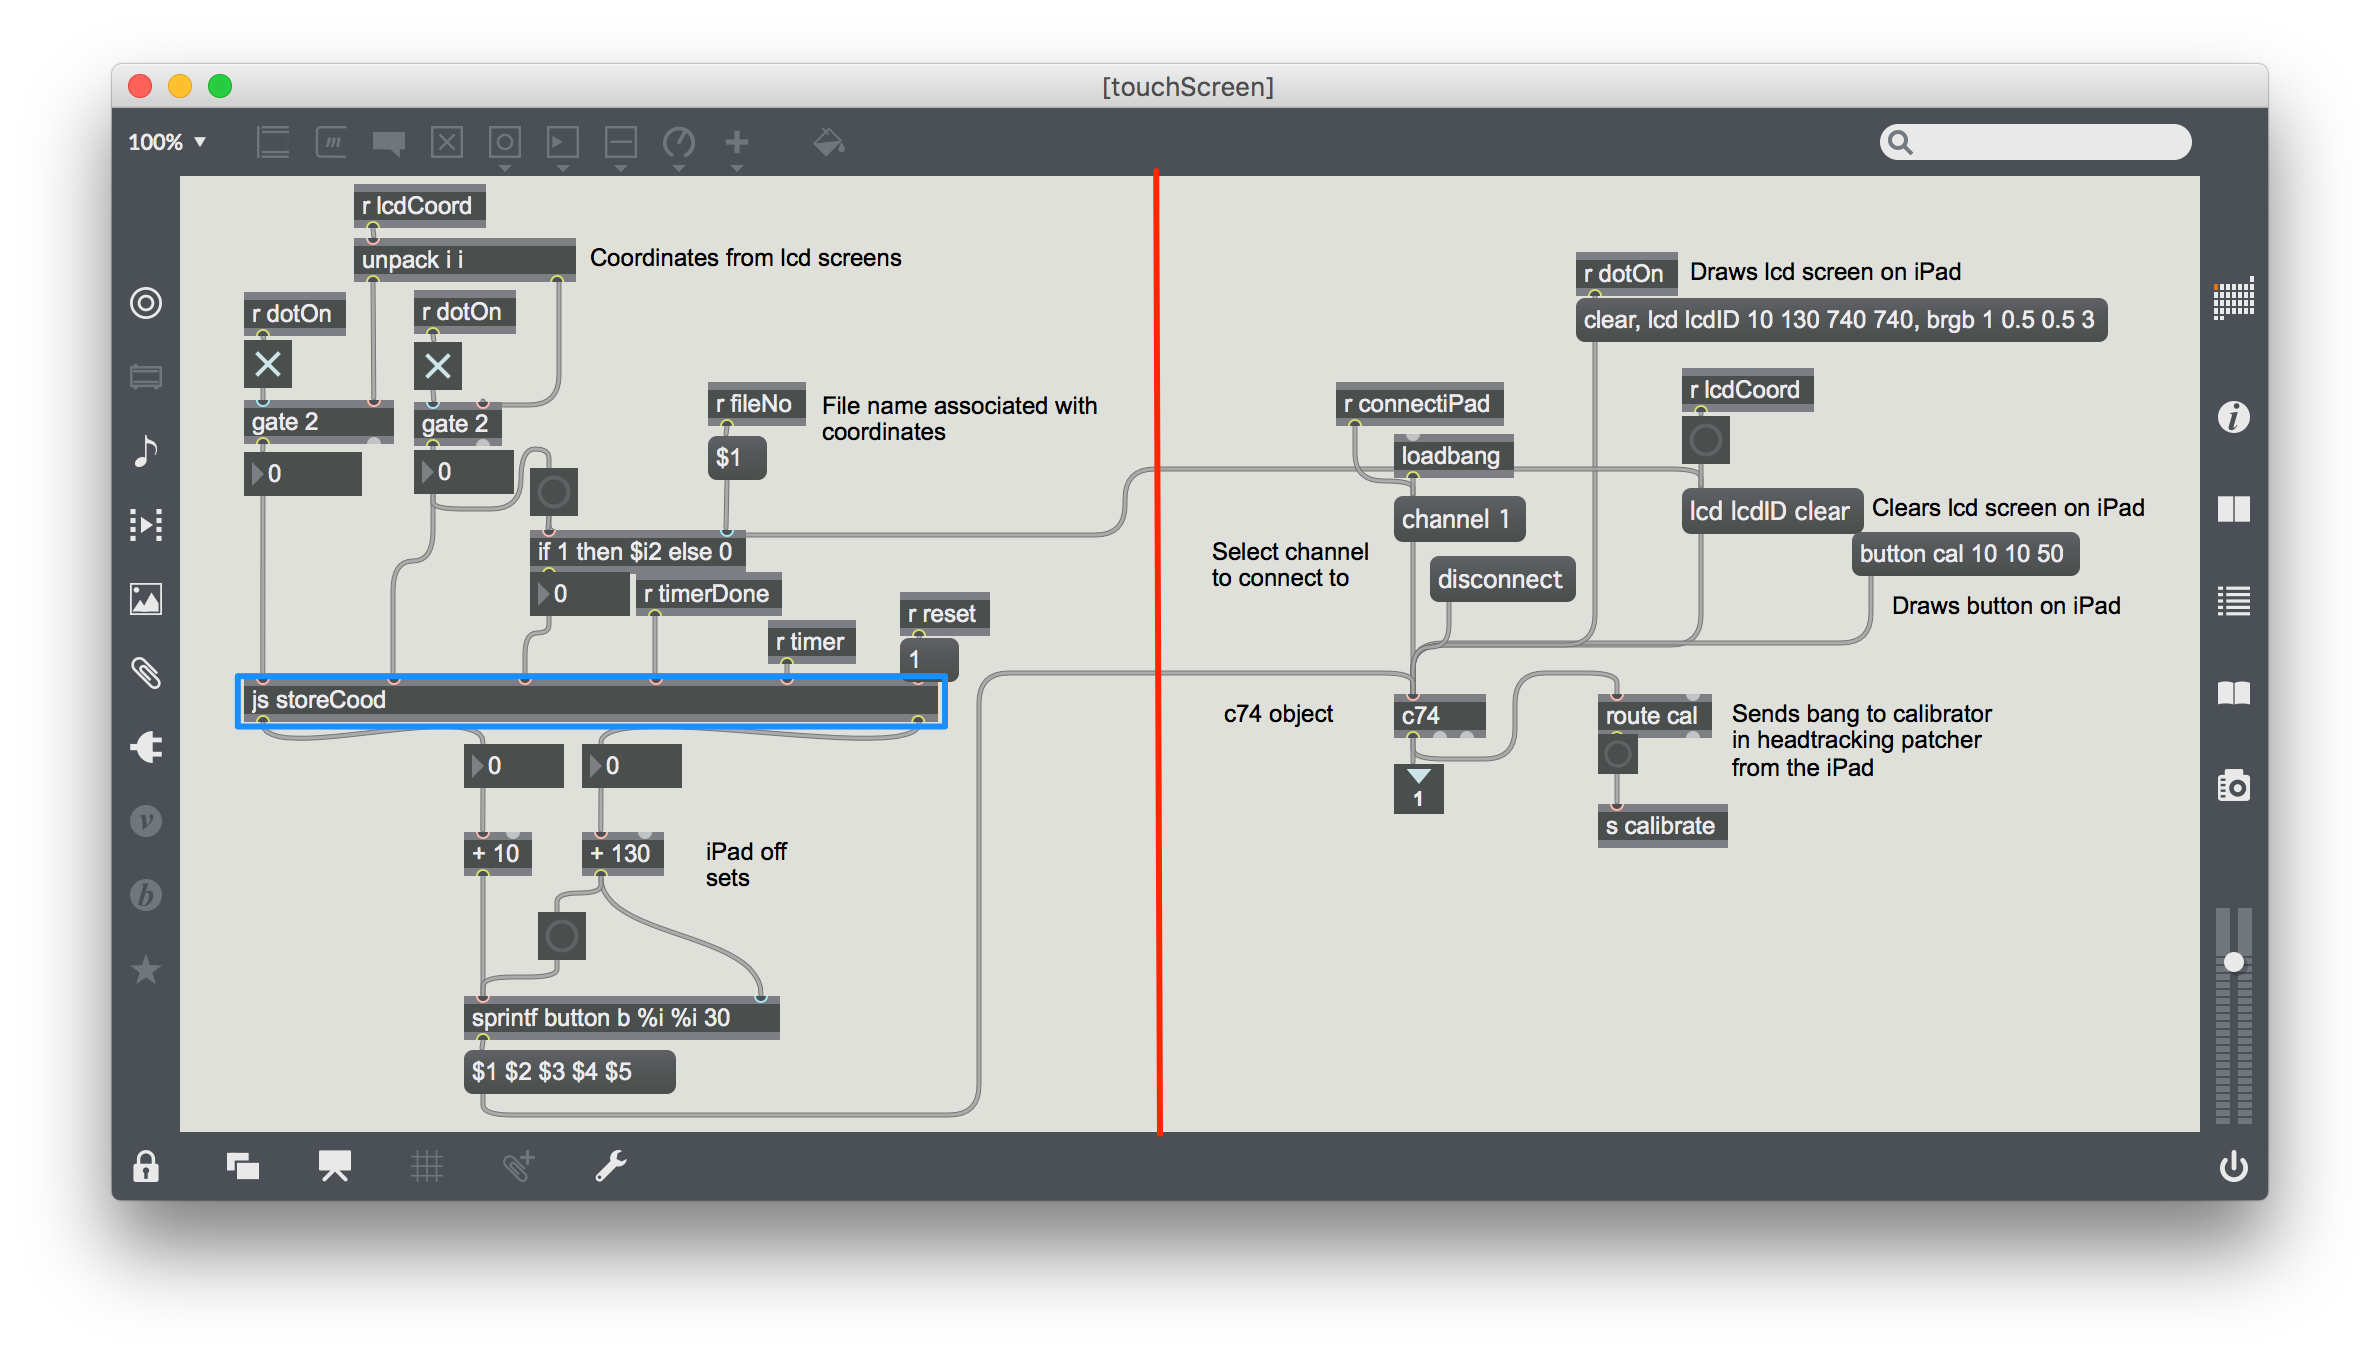 [touchScreen]
100%
r lcdCoord
unpack i i
Coordinates from lcd screens
r dotOn
r dotOn
gate 2
gate 2
0
0
r fileNo
File name associated with
coordinates
$1
if 1 then $i2 else 0
0
r timerDone
r timer
r reset
1
js storeCood
0
0
+ 10
+ 130
iPad off
sets
sprintf button b %i %i 30
$1 $2 $3 $4 $5
r dotOn
Draws lcd screen on iPad
clear, lcd lcdID 10 130 740 740, brgb 1 0.5 0.5 3
r connectiPad
loadbang
r lcdCoord
channel 1
lcd lcdID clear
Clears lcd screen on iPad
Select channel
to connect to
disconnect
button cal 10 10 50
Draws button on iPad
c74 object
c74
1
route cal
Sends bang to calibrator
in headtracking patcher
from the iPad
s calibrate